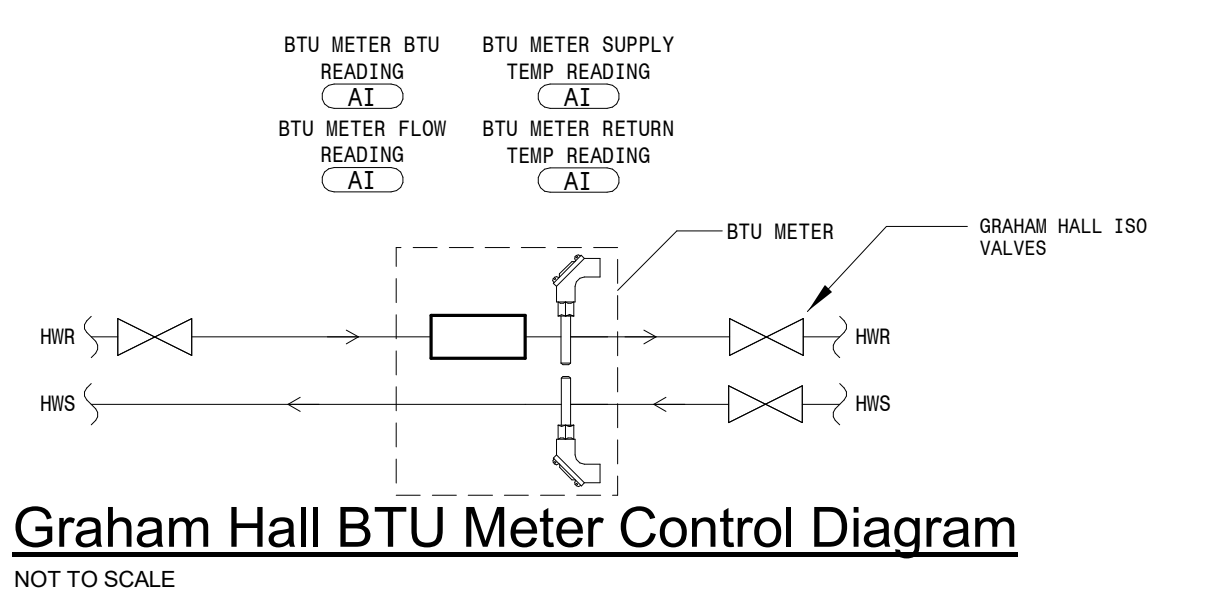 BTU METER BTU
READING
AI
BTU METER SUPPLY
TEMP READING
AI
BTU METER FLOW
READING
AI
BTU METER RETURN
TEMP READING
AI
BTU METER
GRAHAM HALL ISO
VALVES
HWR
HWR
HWS
HWS
Graham Hall BTU Meter Control Diagram
NOT TO SCALE